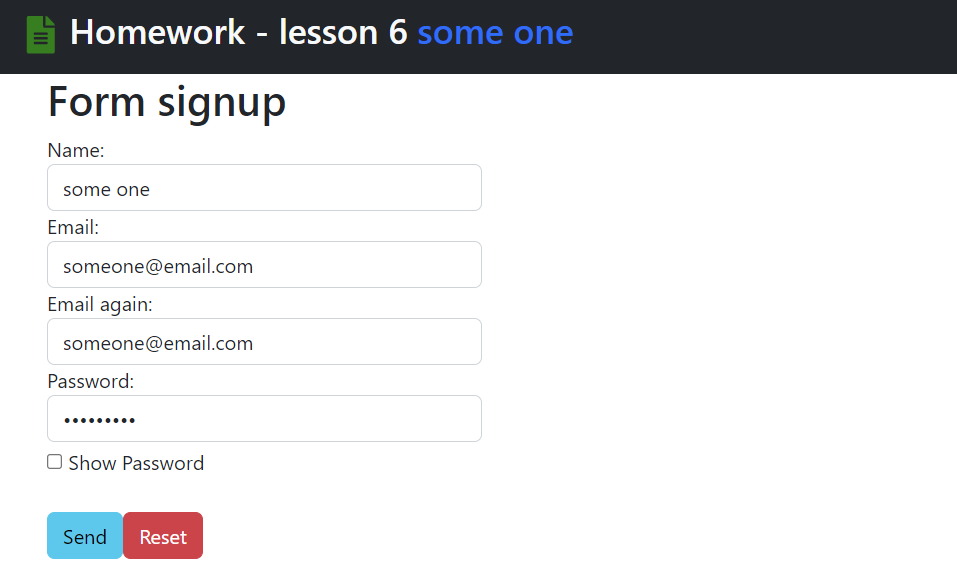 Homework - lesson 6 some one
Form signup
Name:
some one
Email:
someone@email.com
Email again:
someone@email.com
Password:
•••••••••
Show Password
Send Reset